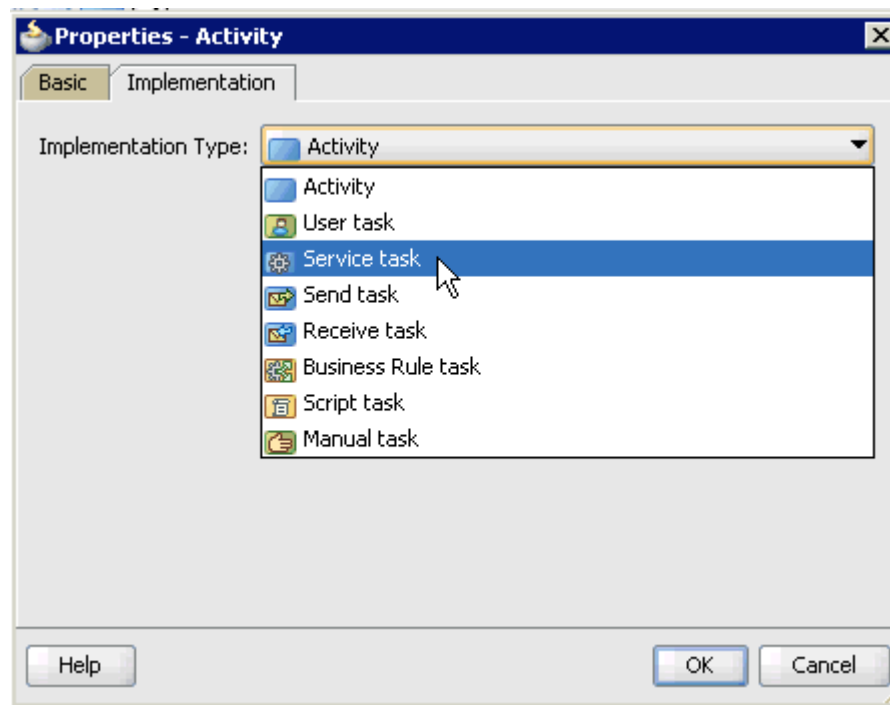 Properties - Activity
Basic Implementation
Implementation Type: Activity
Activity
User task
Service task
Send task
Receive task
Business Rule task
Script task
Manual task
Help OK Cancel